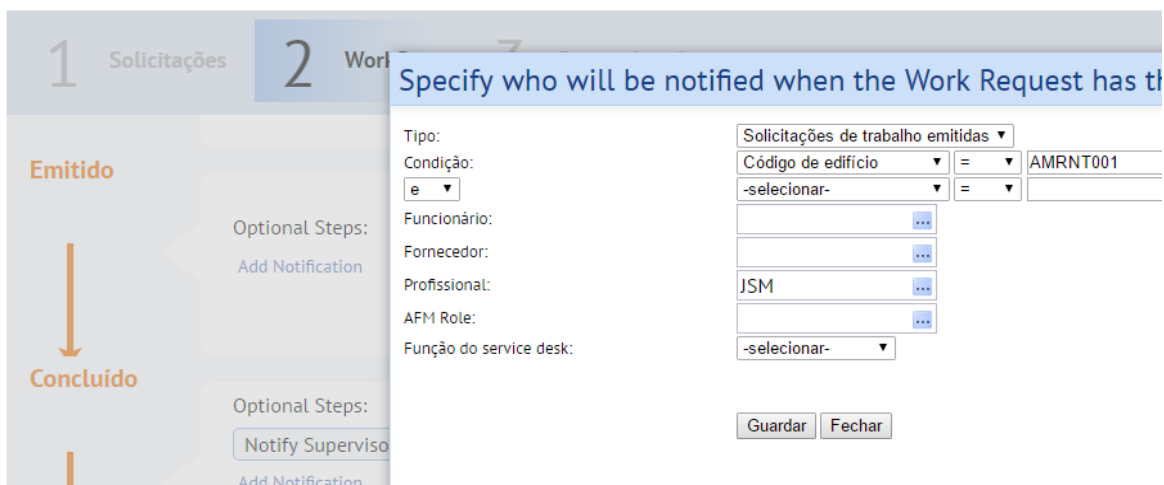 1 Solicitações 2 Work
Specify who will be notified when the Work Request has th
Tipo: Solicitações de trabalho emitidas
Condição: Código de edifício = AMRNT001
e -selecionar- =
Emitido
Funcionário: ...
Optional Steps:
Fornecedor: ...
Add Notification
Profissional: JSM ...
AFM Role: ...
Função do service desk: -selecionar-
Concluído
Optional Steps:
Guardar Fechar
Notify Superviso
Add Notification